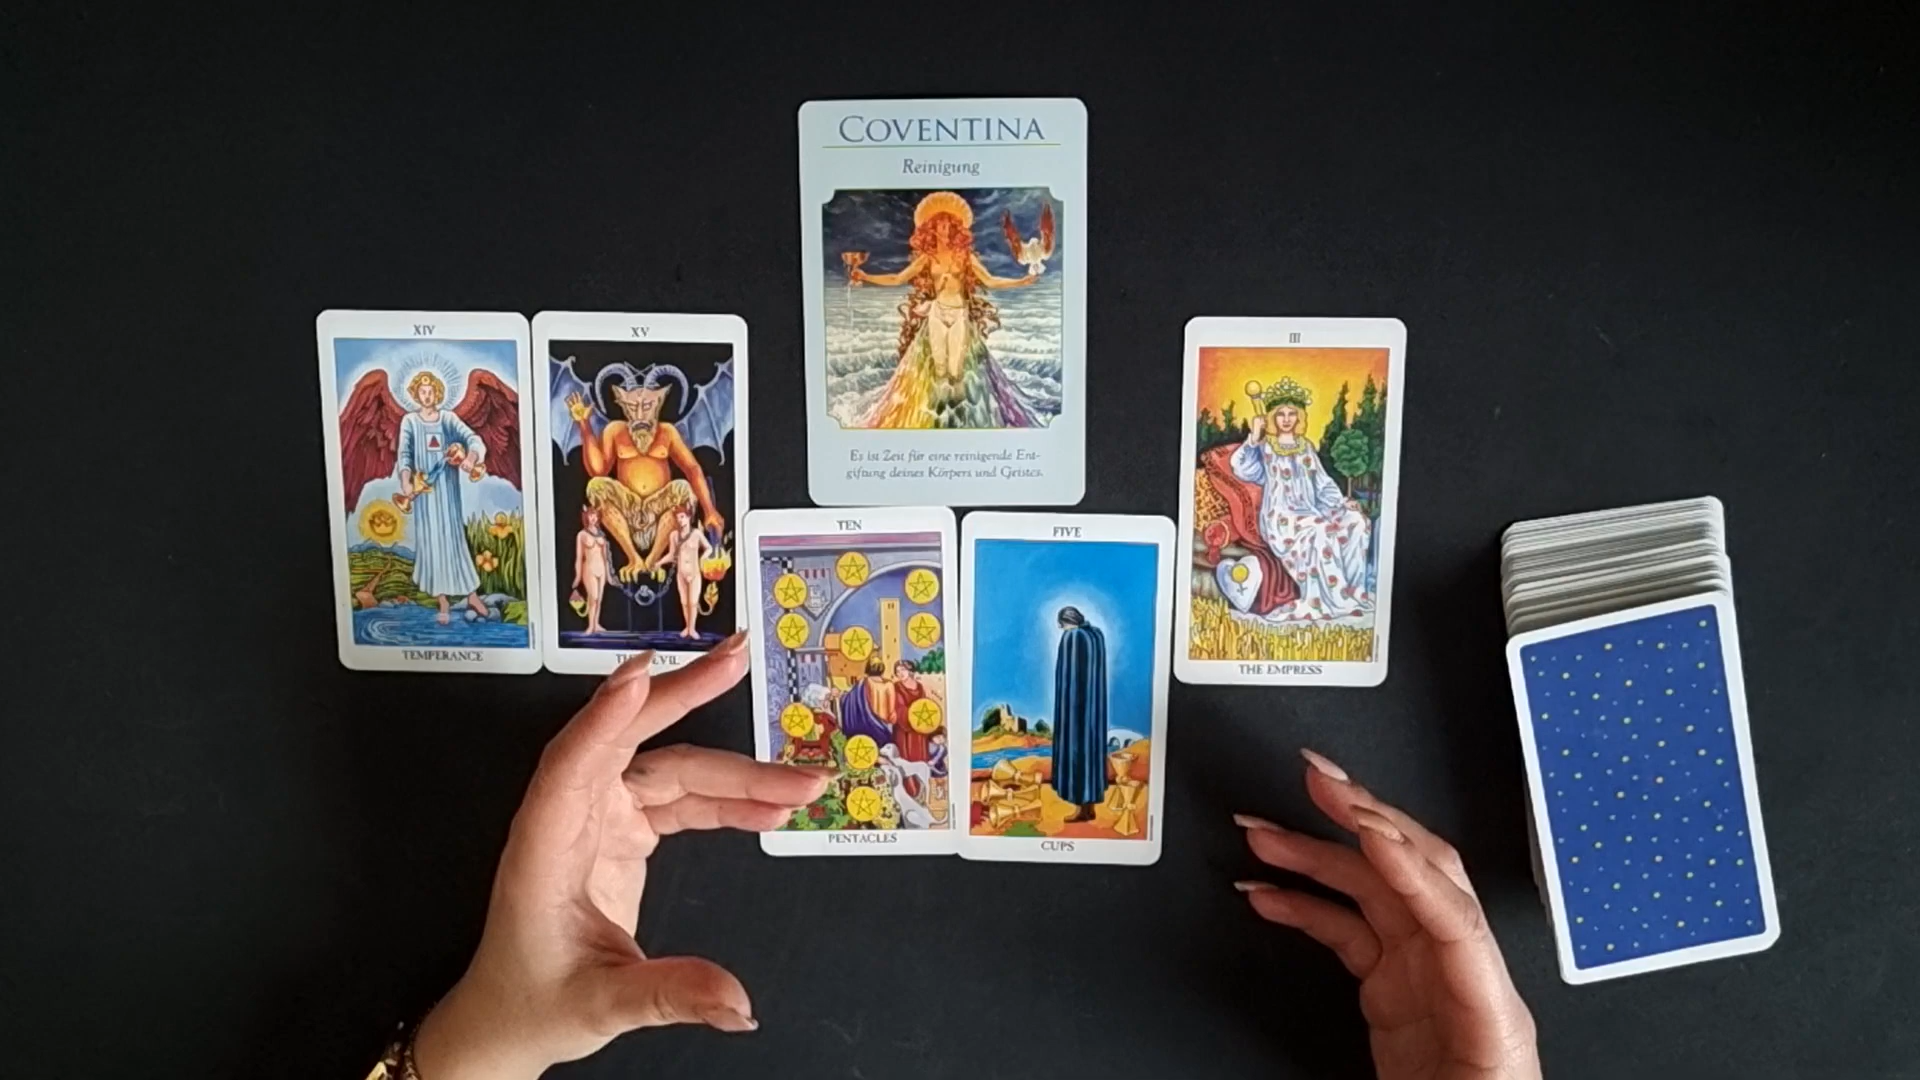 COVENTINA
Reinigung
Es ist Zeit für eine reinigende Ent-
giftung deines Körpers und Geistes.
XIV
TEMPERANCE
XV
III
THE EMPRESS
TEN
PENTACLES
FIVE
CUPS